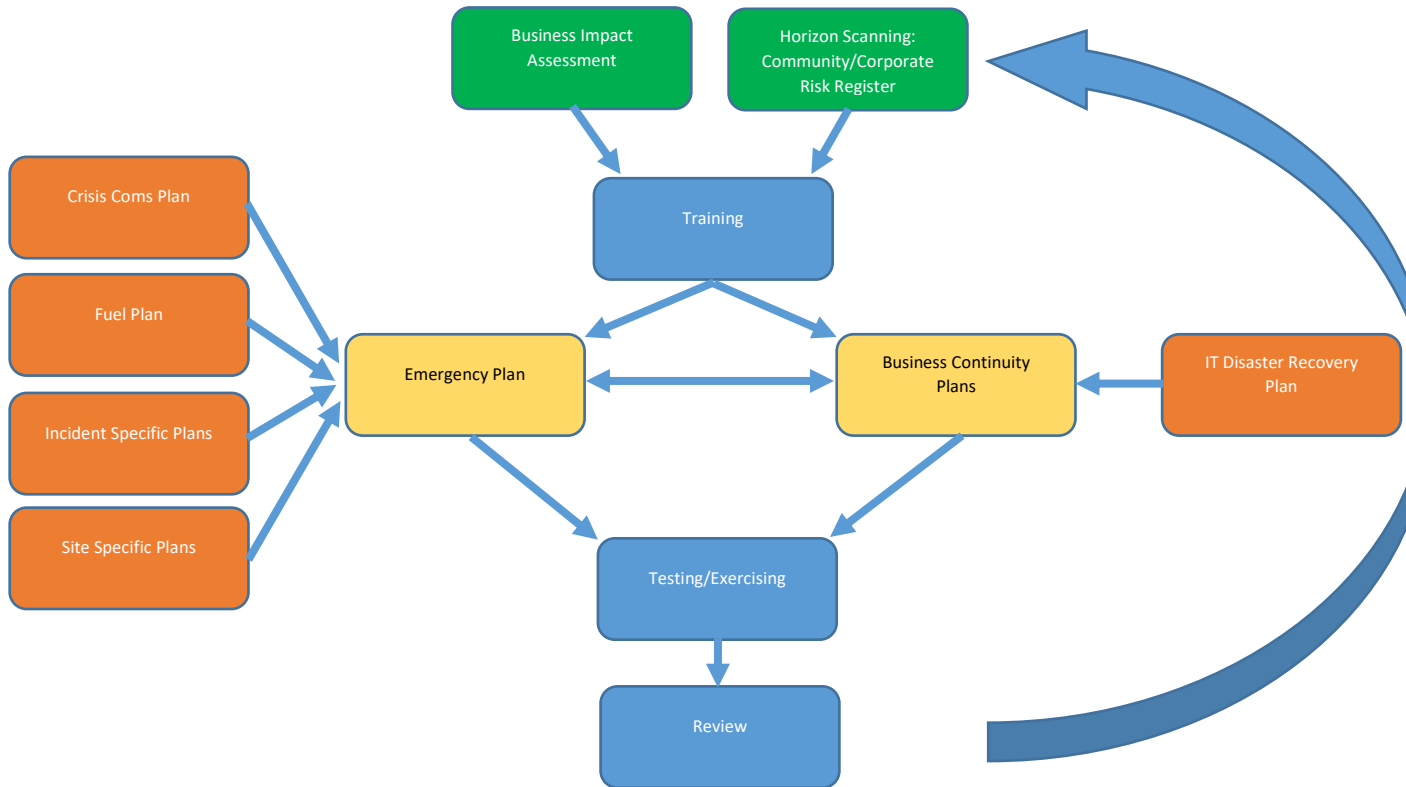 Business Impact
Assessment
Horizon Scanning:
Community/Corporate
Risk Register
Crisis Coms Plan
Training
Fuel Plan
Emergency Plan
Business Continuity
Plans
IT Disaster Recovery
Plan
Incident Specific Plans
Site Specific Plans
Testing/Exercising
Review